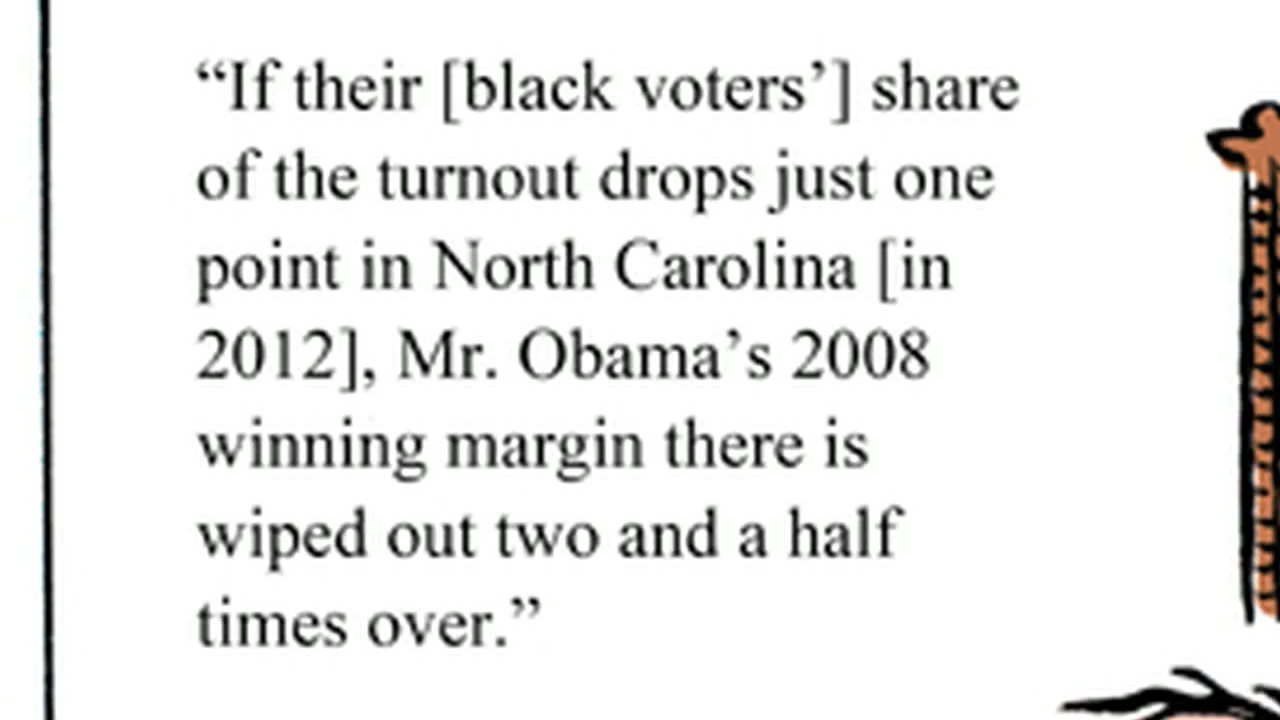 “If their [black voters’] share
of the turnout drops just one
point in North Carolina [in
2012], Mr. Obama’s 2008
winning margin there is
wiped out two and a half
times over.”